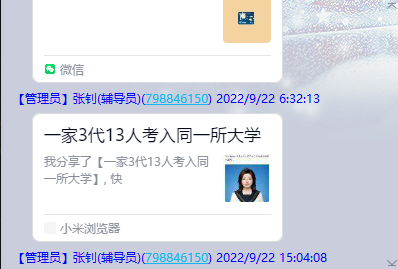 微信
【管理员】张钊(辅导员)(798846150) 2022/9/22 6:32:13
一家3代13人考入同一所大学
我分享了【一家3代13人考入同一所大学】, 快
小米浏览器
【管理员】张钊(辅导员)(798846150) 2022/9/22 15:04:08